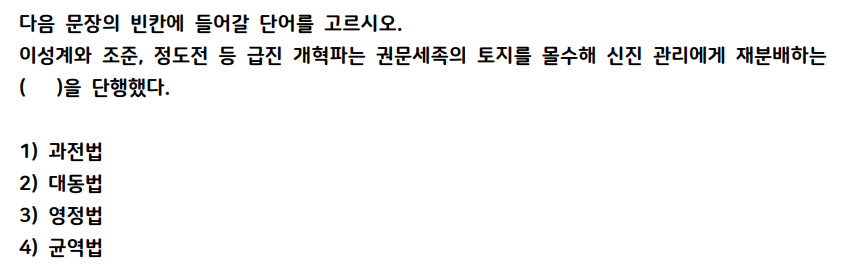 다음 문장의 빈칸에 들어갈 단어를 고르시오.
이성계와 조준, 정도전 등 급진 개혁파는 권문세족의 토지를 몰수해 신진 관리에게 재분배하는
(    )을 단행했다.
1) 과전법
2) 대동법
3) 영정법
4) 균역법